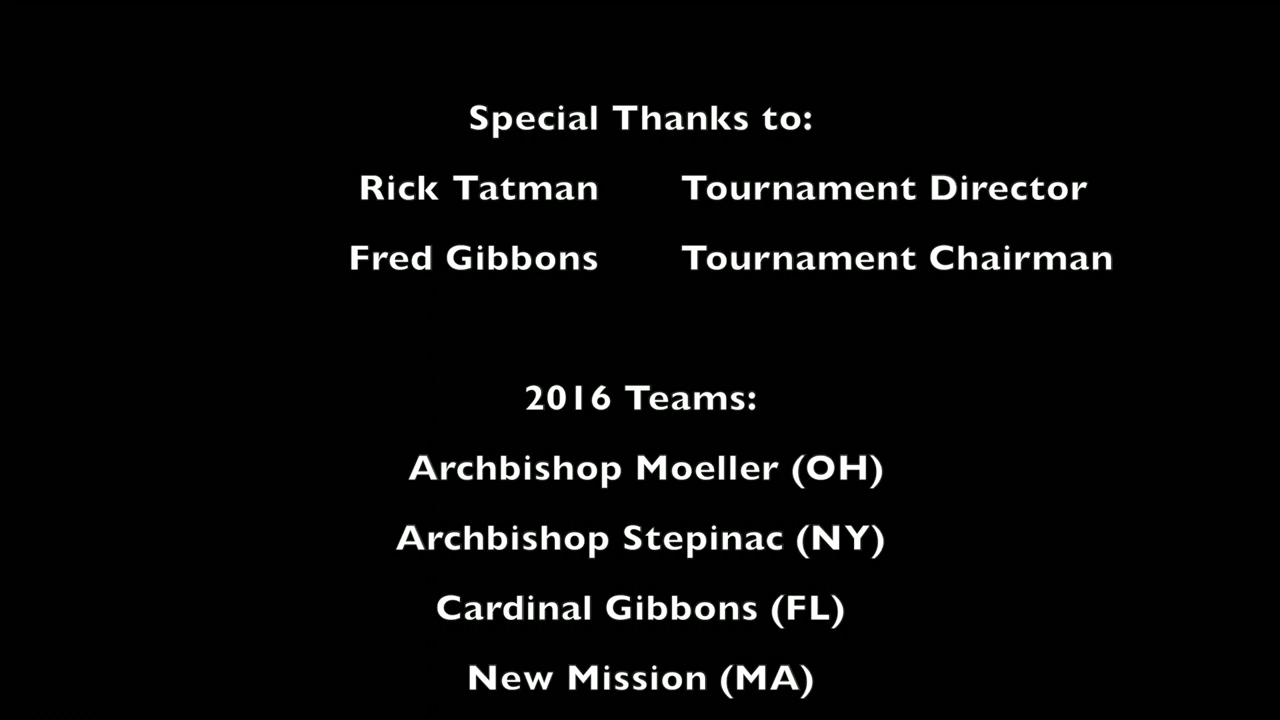 Special Thanks to:
Rick Tatman Tournament Director
Fred Gibbons Tournament Chairman
2016 Teams:
Archbishop Moeller (OH)
Archbishop Stepinac (NY)
Cardinal Gibbons (FL)
New Mission (MA)